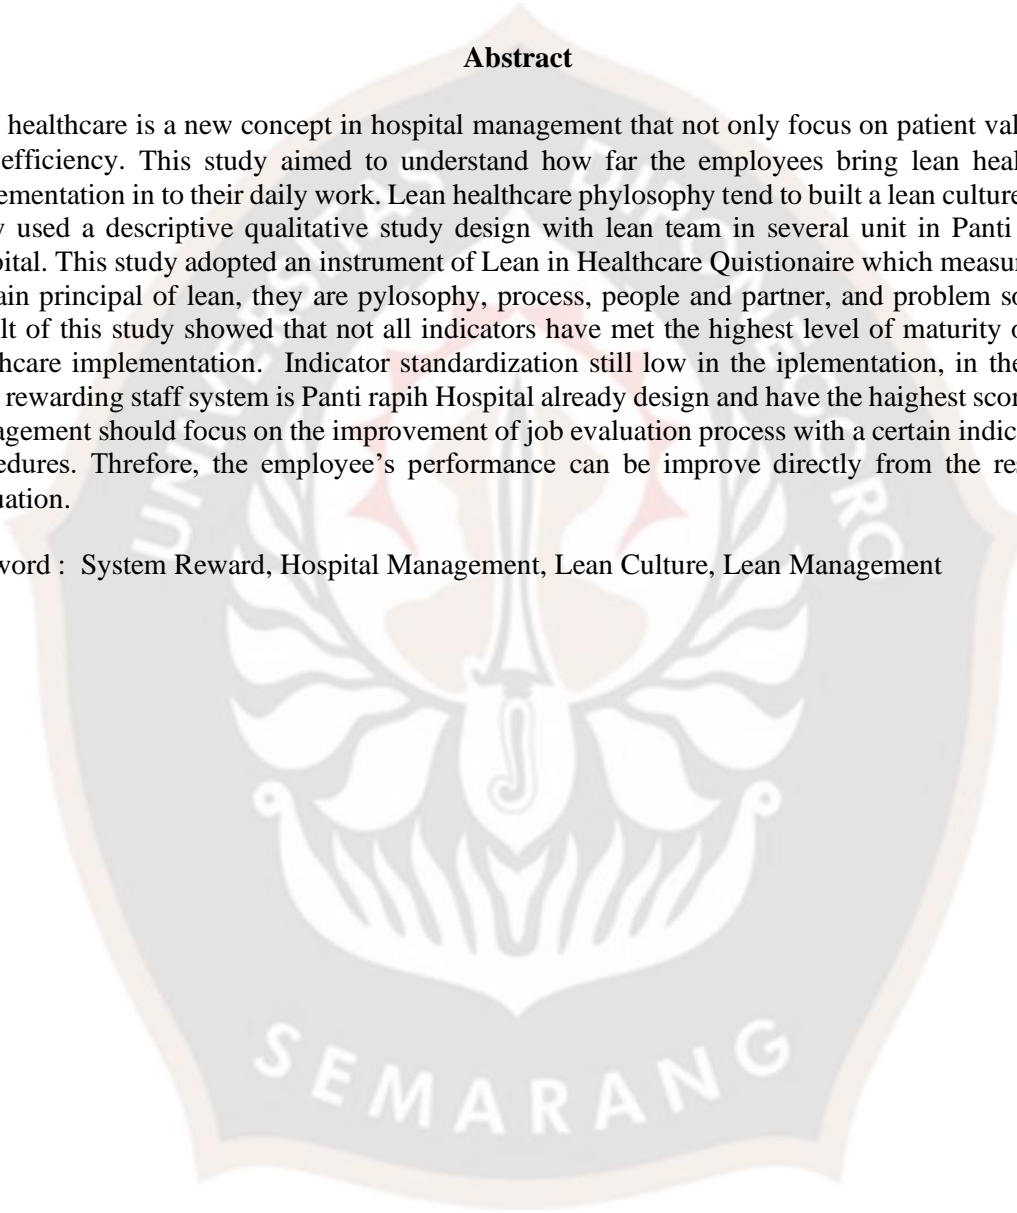 Abstract
healthcare is a new concept in hospital management that not only focus on patient val
efficiency. This study aimed to understand how far the employees bring lean heal
ementation in to their daily work. Lean healthcare phylosophy tend to built a lean culture
y used a descriptive qualitative study design with lean team in several unit in Panti
pital. This study adopted an instrument of Lean in Healthcare Quistionaire which measur
ain principal of lean, they are pylosophy, process, people and partner, and problem so
lt of this study showed that not all indicators have met the highest level of maturity o
hcare implementation. Indicator standardization still low in the iplementation, in the
rewarding staff system is Panti rapih Hospital already design and have the haighest scor
agement should focus on the improvement of job evaluation process with a certain indic
edures. Threfore, the employee’s performance can be improve directly from the res
uation.
word : System Reward, Hospital Management, Lean Culture, Lean Management
UNIVERSITAS DIPONEGORO
SEMARANG